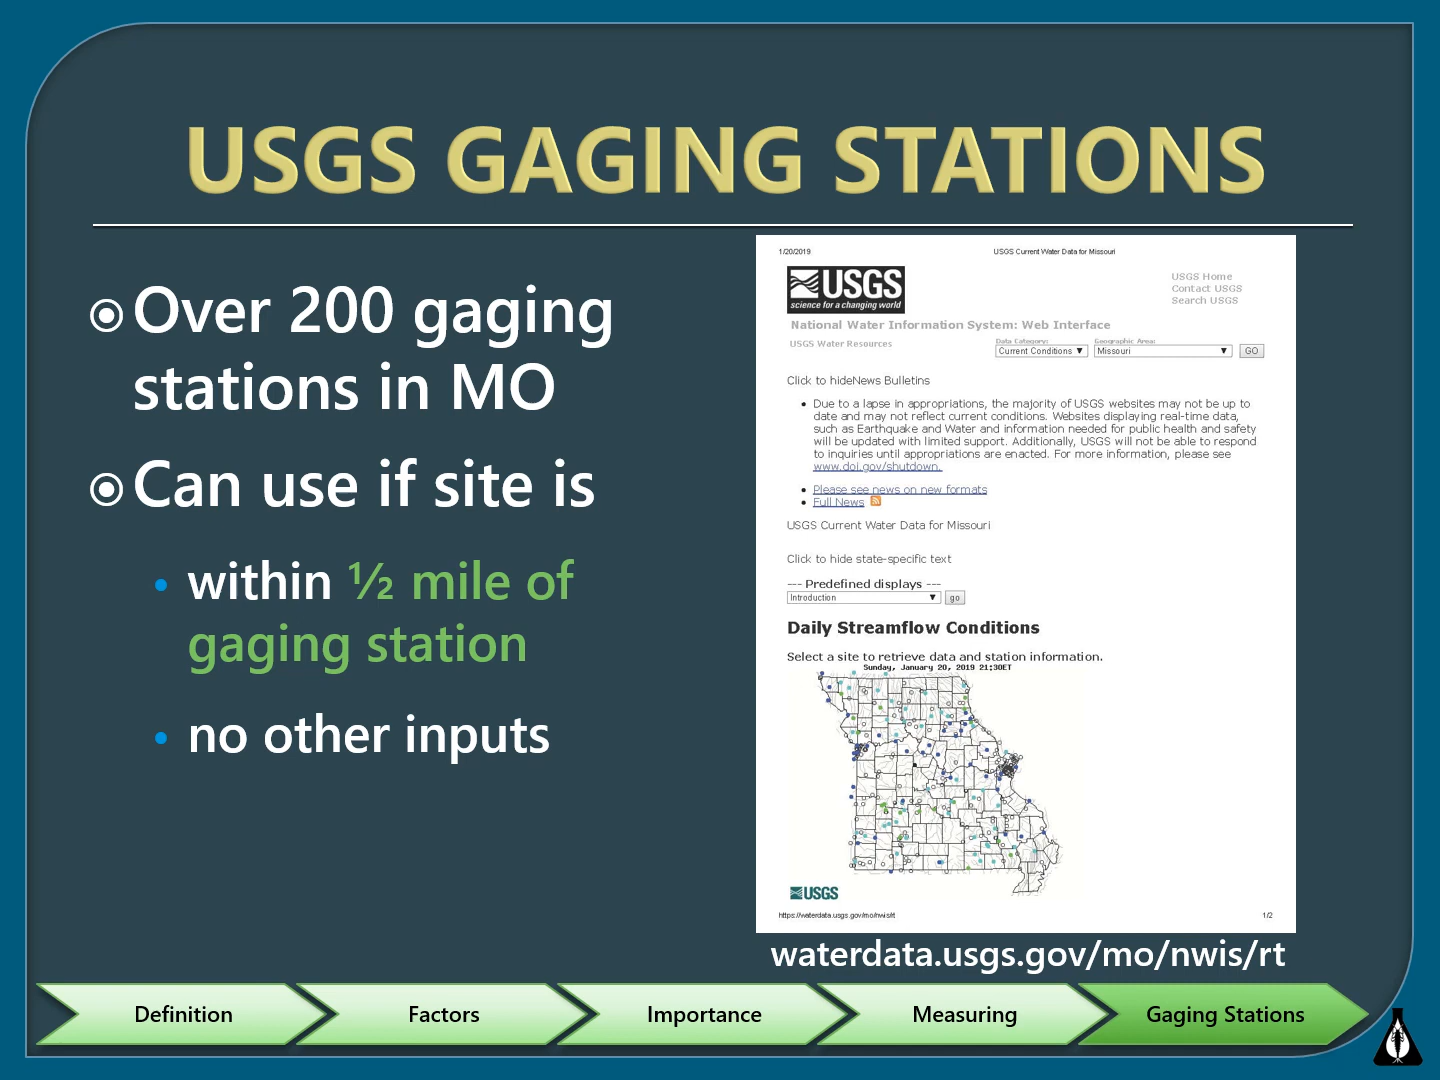 USGS GAGING STATIONS
Over 200 gaging
stations in MO
Can use if site is
within ½ mile of
gaging station
no other inputs
1/20/2019
USGS Current Water Data for Missouri
USGS
science for a changing world
USGS Home
Contact USGS
Search USGS
National Water Information System: Web Interface
USGS Water Resources
Data Category:
Geographic Area:
Current Conditions
Missouri
GO
Click to hideNews Bulletins
Due to a lapse in appropriations, the majority of USGS websites may not be up to
date and may not reflect current conditions. Websites displaying real-time data,
such as Earthquake and Water and information needed for public health and safety
will be updated with limited support. Additionally, USGS will not be able to respond
to inquiries until appropriations are enacted. For more information, please see
www.doi.gov/shutdown.
Please see news on new formats
Full News
USGS Current Water Data for Missouri
Click to hide state-specific text
--- Predefined displays ---
Introduction
go
Daily Streamflow Conditions
Select a site to retrieve data and station information.
Sunday, January 20, 2019 21:30ET
USGS
https://waterdata.usgs.gov/mo/nwis/rt
1/2
waterdata.usgs.gov/mo/nwis/rt
Definition
Factors
Importance
Measuring
Gaging Stations